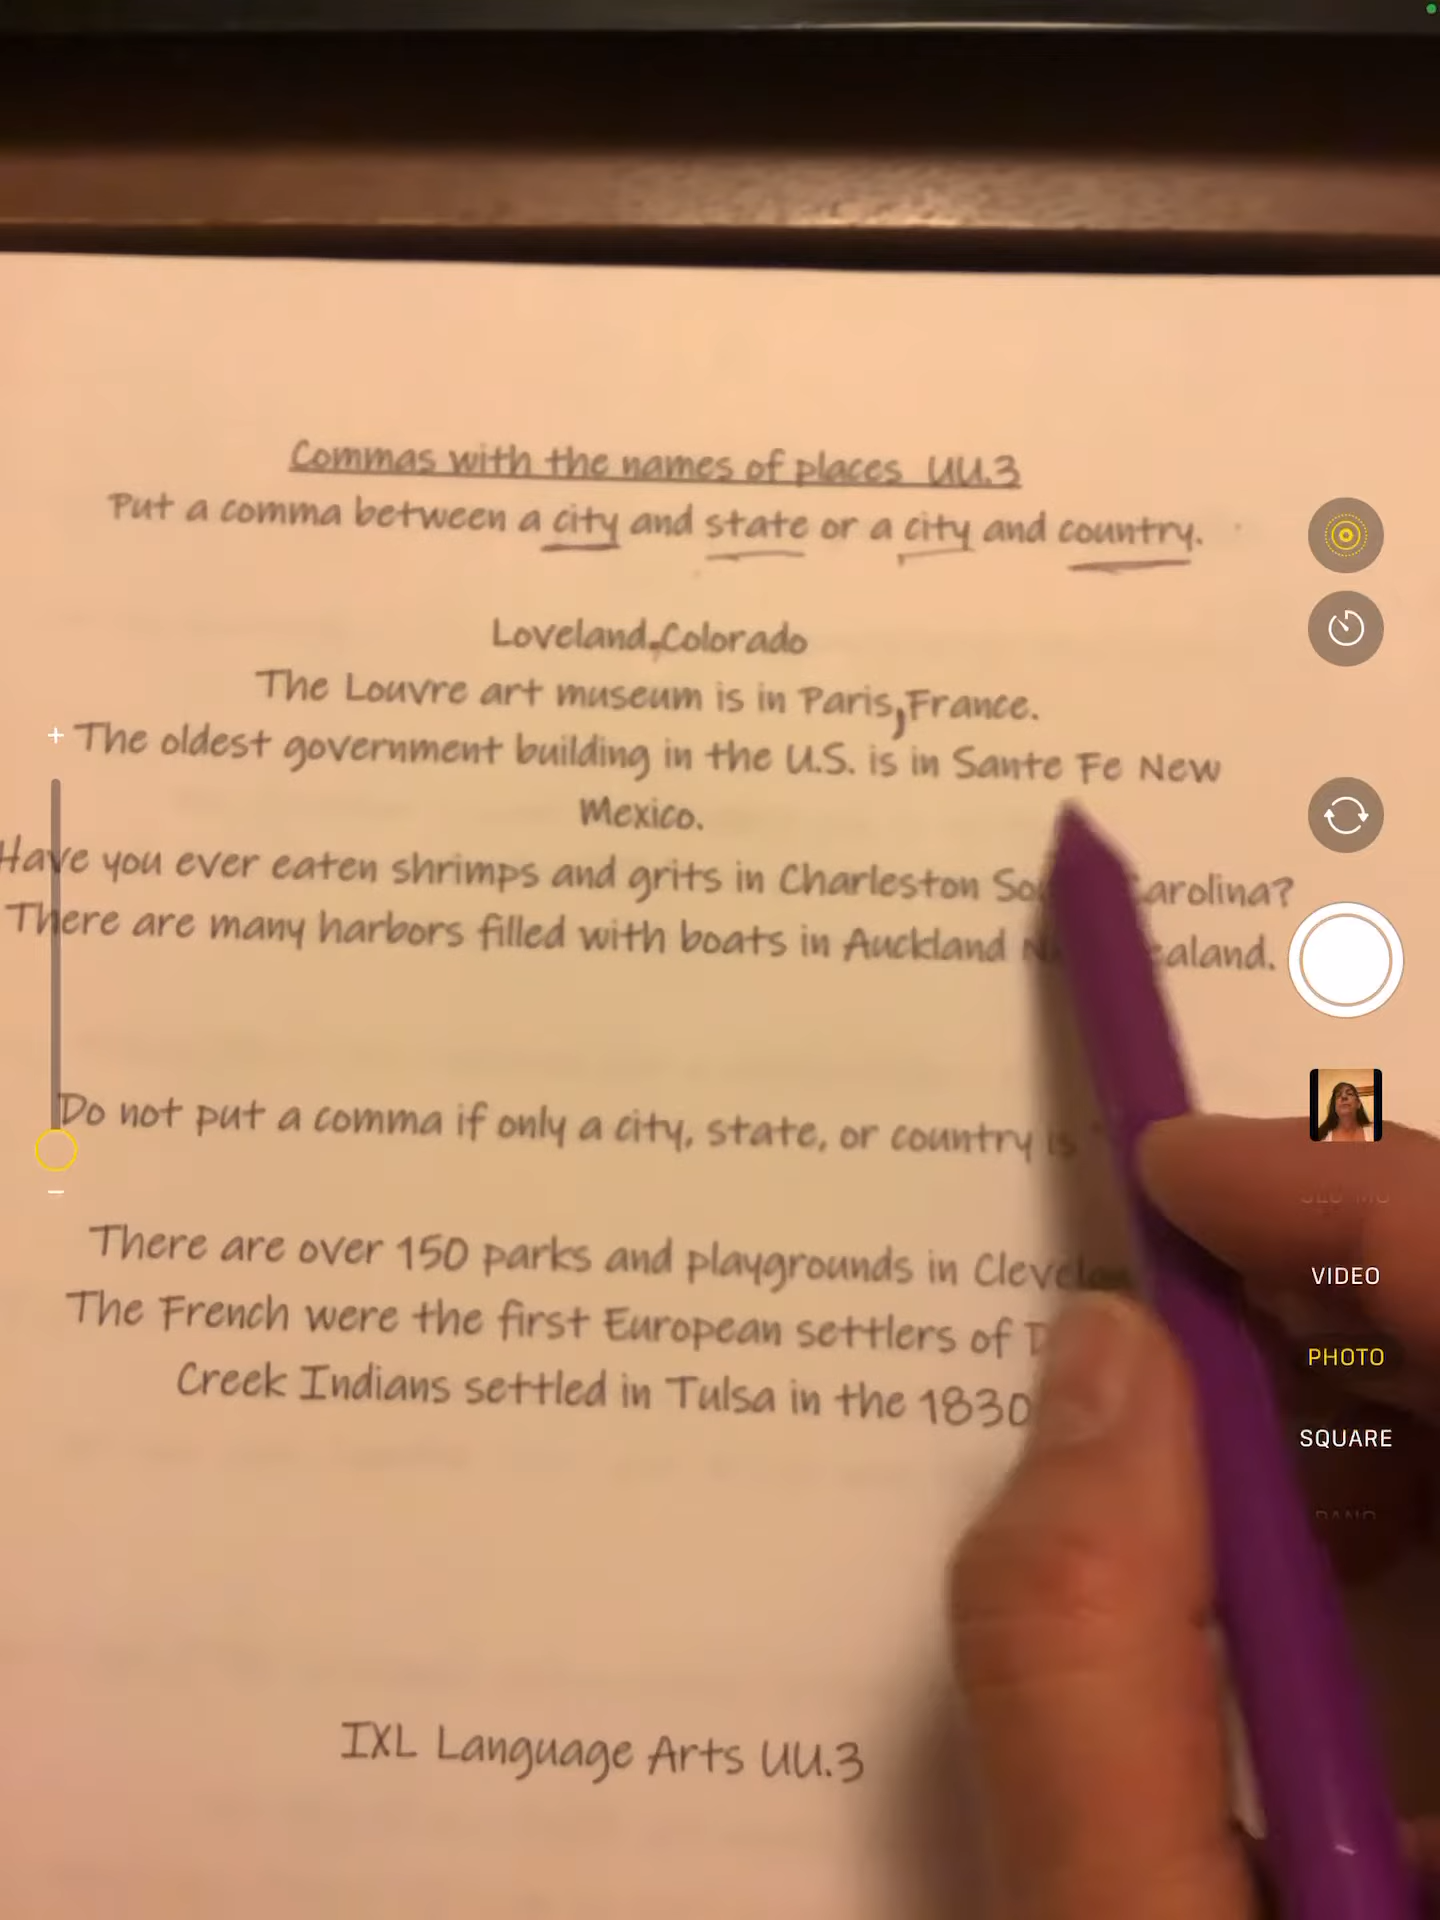 Commas with the names of places UU.3
Put a comma between a city and state or a city and country.
Loveland,Colorado
The Louvre art museum is in Paris,France.
The oldest government building in the U.S. is in Sante Fe New
Mexico.
Have you ever eaten shrimps and grits in Charleston Carolina?
There are many harbors filled with boats in Auckland
Do not put a comma if only a city, state, or country is
There are over 150 parks and playgrounds in
The French were the first European settlers of
Creek Indians settled in Tulsa in the 1830
IXL Language Arts UU.3
VIDEO
PHOTO
SQUARE